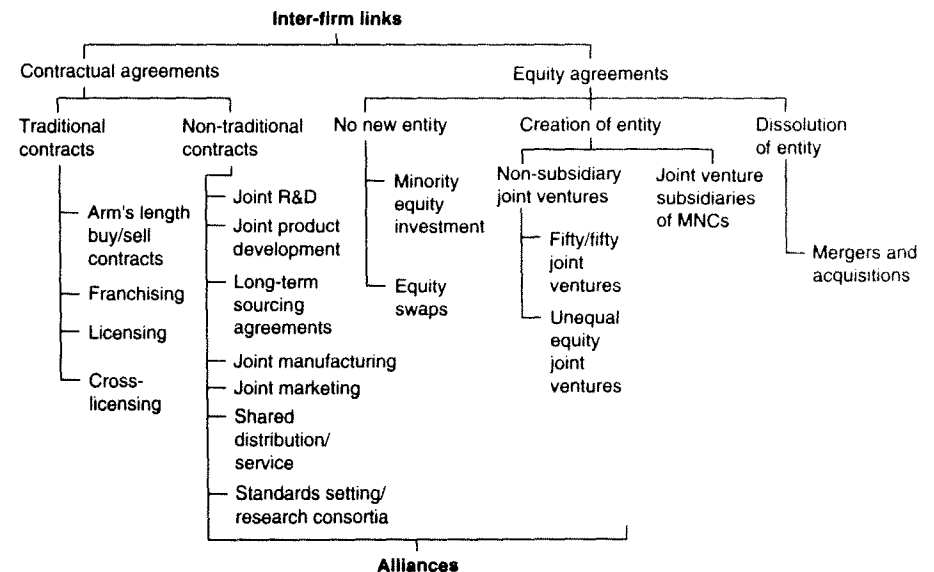 Inter-firm links
Contractual agreements
Equity agreements
Traditional
contracts
Non-traditional
contracts
No new entity
Creation of entity
Dissolution
of entity
Arm's length
buy/sell
contracts
Franchising
Licensing
Cross-
licensing
Joint R&D
Joint product
development
Long-term
sourcing
agreements
Joint manufacturing
Joint marketing
Shared
distribution/
service
Standards setting/
research consortia
Minority
equity
investment
Equity
swaps
Non-subsidiary
joint ventures
Fifty/fifty
joint
ventures
Unequal
equity
joint
ventures
Joint venture
subsidiaries
of MNCs
Mergers and
acquisitions
Alliances